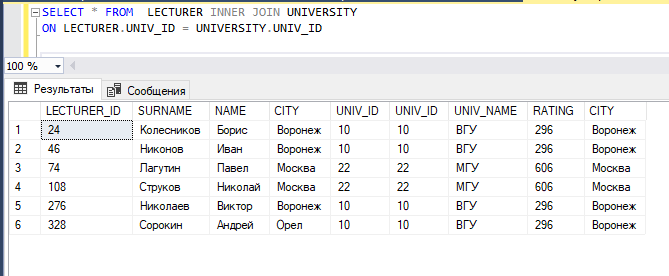 SELECT * FROM LECTURER INNER JOIN UNIVERSITY
ON LECTURER.UNIV_ID = UNIVERSITY.UNIV_ID
100 %
Результаты Сообщения
LECTURER_ID SURNAME NAME CITY UNIV_ID UNIV_ID UNIV_NAME RATING CITY
1 24 Колесников Борис Воронеж 10 10 ВГУ 296 Воронеж
2 46 Никонов Иван Воронеж 10 10 ВГУ 296 Воронеж
3 74 Лагутин Павел Москва 22 22 МГУ 606 Москва
4 108 Струков Николай Москва 22 22 МГУ 606 Москва
5 276 Николаев Виктор Воронеж 10 10 ВГУ 296 Воронеж
6 328 Сорокин Андрей Орел 10 10 ВГУ 296 Воронеж